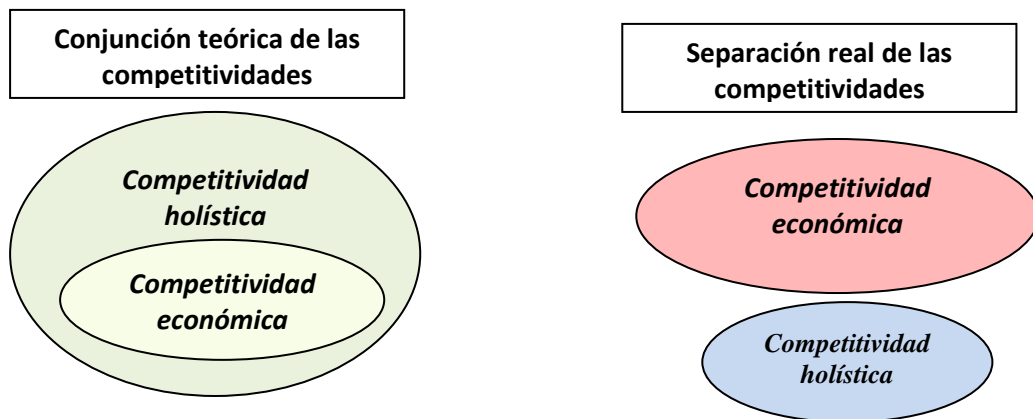 Conjunción teórica de las
competitividades
Competitividad
holística
Competitividad
económica
Separación real de las
competitividades
Competitividad
económica
Competitividad
holística